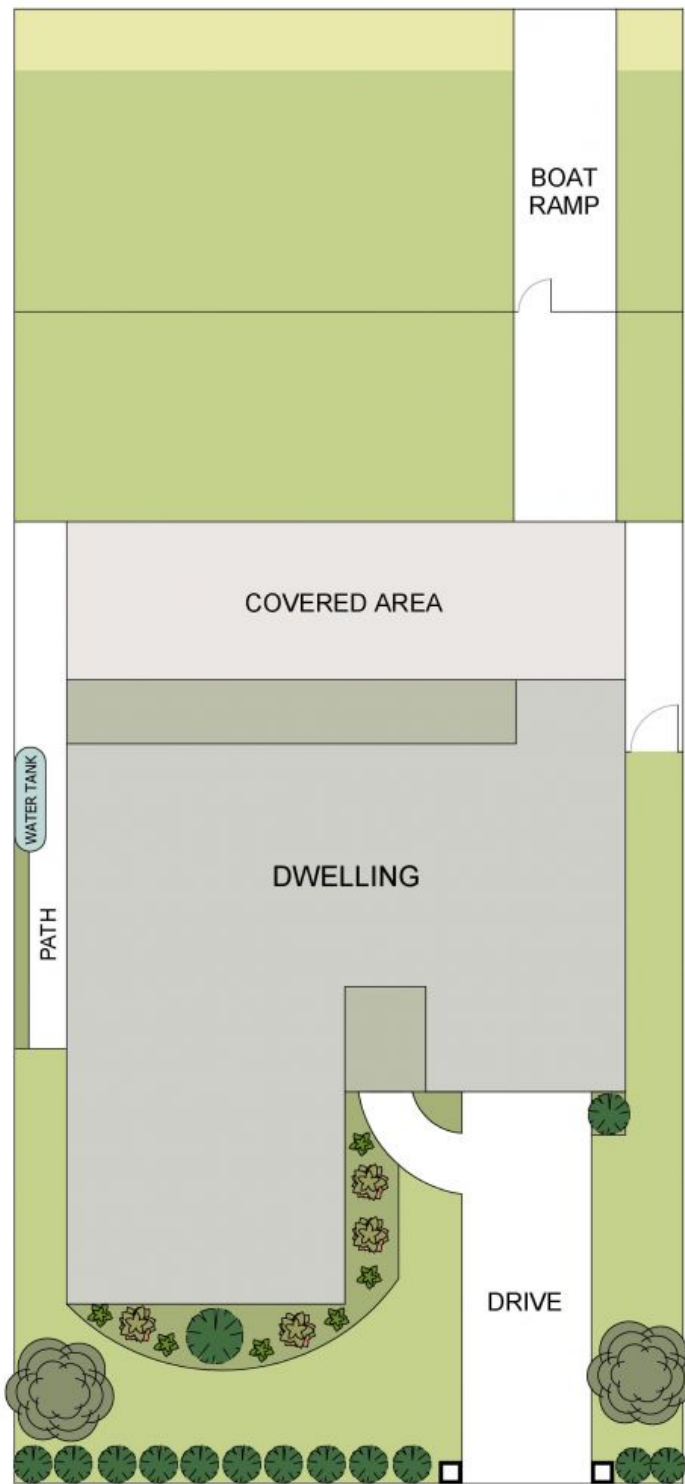 BOAT
RAMP
COVERED AREA
WATER TANK
DWELLING
PATH
DRIVE